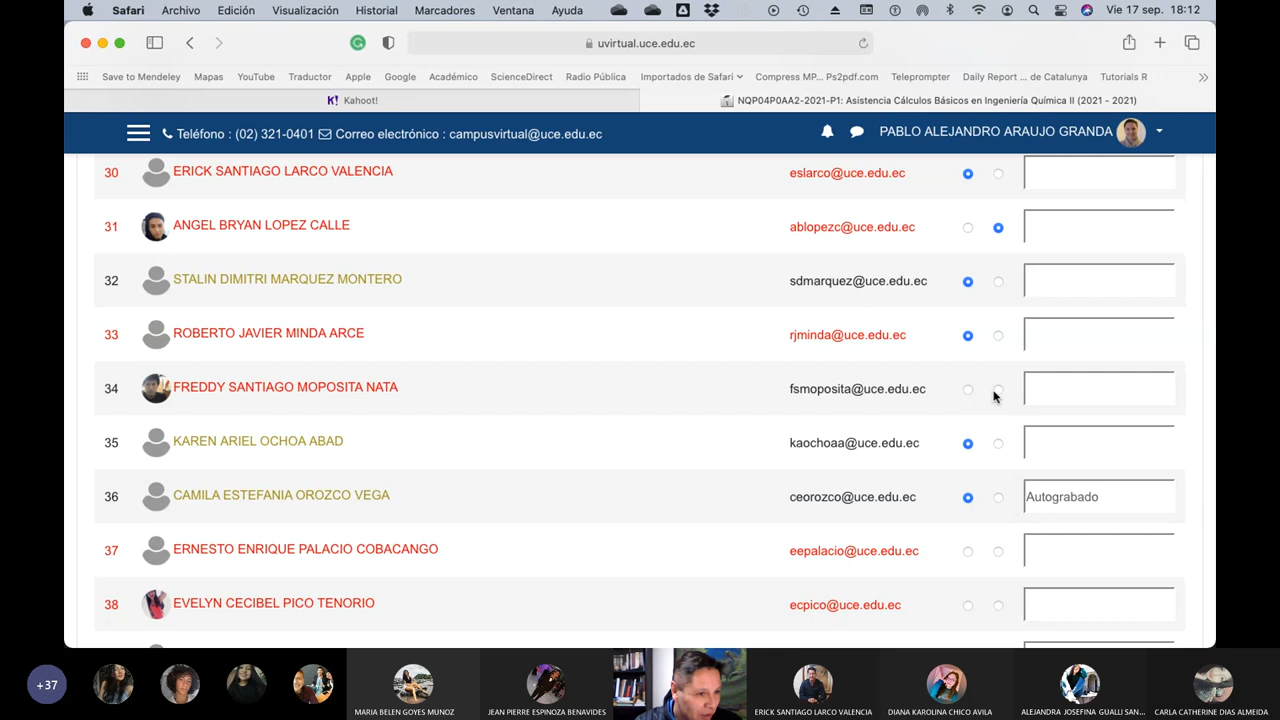 Safari Archivo Edición Visualización Historial Marcadores Ventana Ayuda Vie 17 sep. 18:12
uvirtual.uce.edu.ec
Save to Mendeley Mapas YouTube Traductor Apple Google Académico ScienceDirect Radio Pública Importados de Safari Compress MP... Ps2pdf.com Teleprompter Daily Report ... de Catalunya Tutorials R
K! Kahoot! NQP04P0AA2-2021-P1: Asistencia Cálculos Básicos en Ingeniería Química II (2021 - 2021)
Teléfono : (02) 321-0401 Correo electrónico : campusvirtual@uce.edu.ec PABLO ALEJANDRO ARAUJO GRANDA
30 ERICK SANTIAGO LARCO VALENCIA eslarco@uce.edu.ec
31 ANGEL BRYAN LOPEZ CALLE ablopezc@uce.edu.ec
32 STALIN DIMITRI MARQUEZ MONTERO sdmarquez@uce.edu.ec
33 ROBERTO JAVIER MINDA ARCE rjminda@uce.edu.ec
34 FREDDY SANTIAGO MOPOSITA NATA fsmoposita@uce.edu.ec
35 KAREN ARIEL OCHOA ABAD kaochoaa@uce.edu.ec
36 CAMILA ESTEFANIA OROZCO VEGA ceorozco@uce.edu.ec Autograbado
37 ERNESTO ENRIQUE PALACIO COBACANGO eepalacio@uce.edu.ec
38 EVELYN CECIBEL PICO TENORIO ecpico@uce.edu.ec
+37 MARIA BELEN GOYES MUNOZ JEAN PIERRE ESPINOZA BENAVIDES ERICK SANTIAGO LARCO VALENCIA DIANA KAROLINA CHICO AVILA ALEJANDRA JOSEFINA GUALLI SAN... CARLA CATHERINE DIAS ALMEIDA